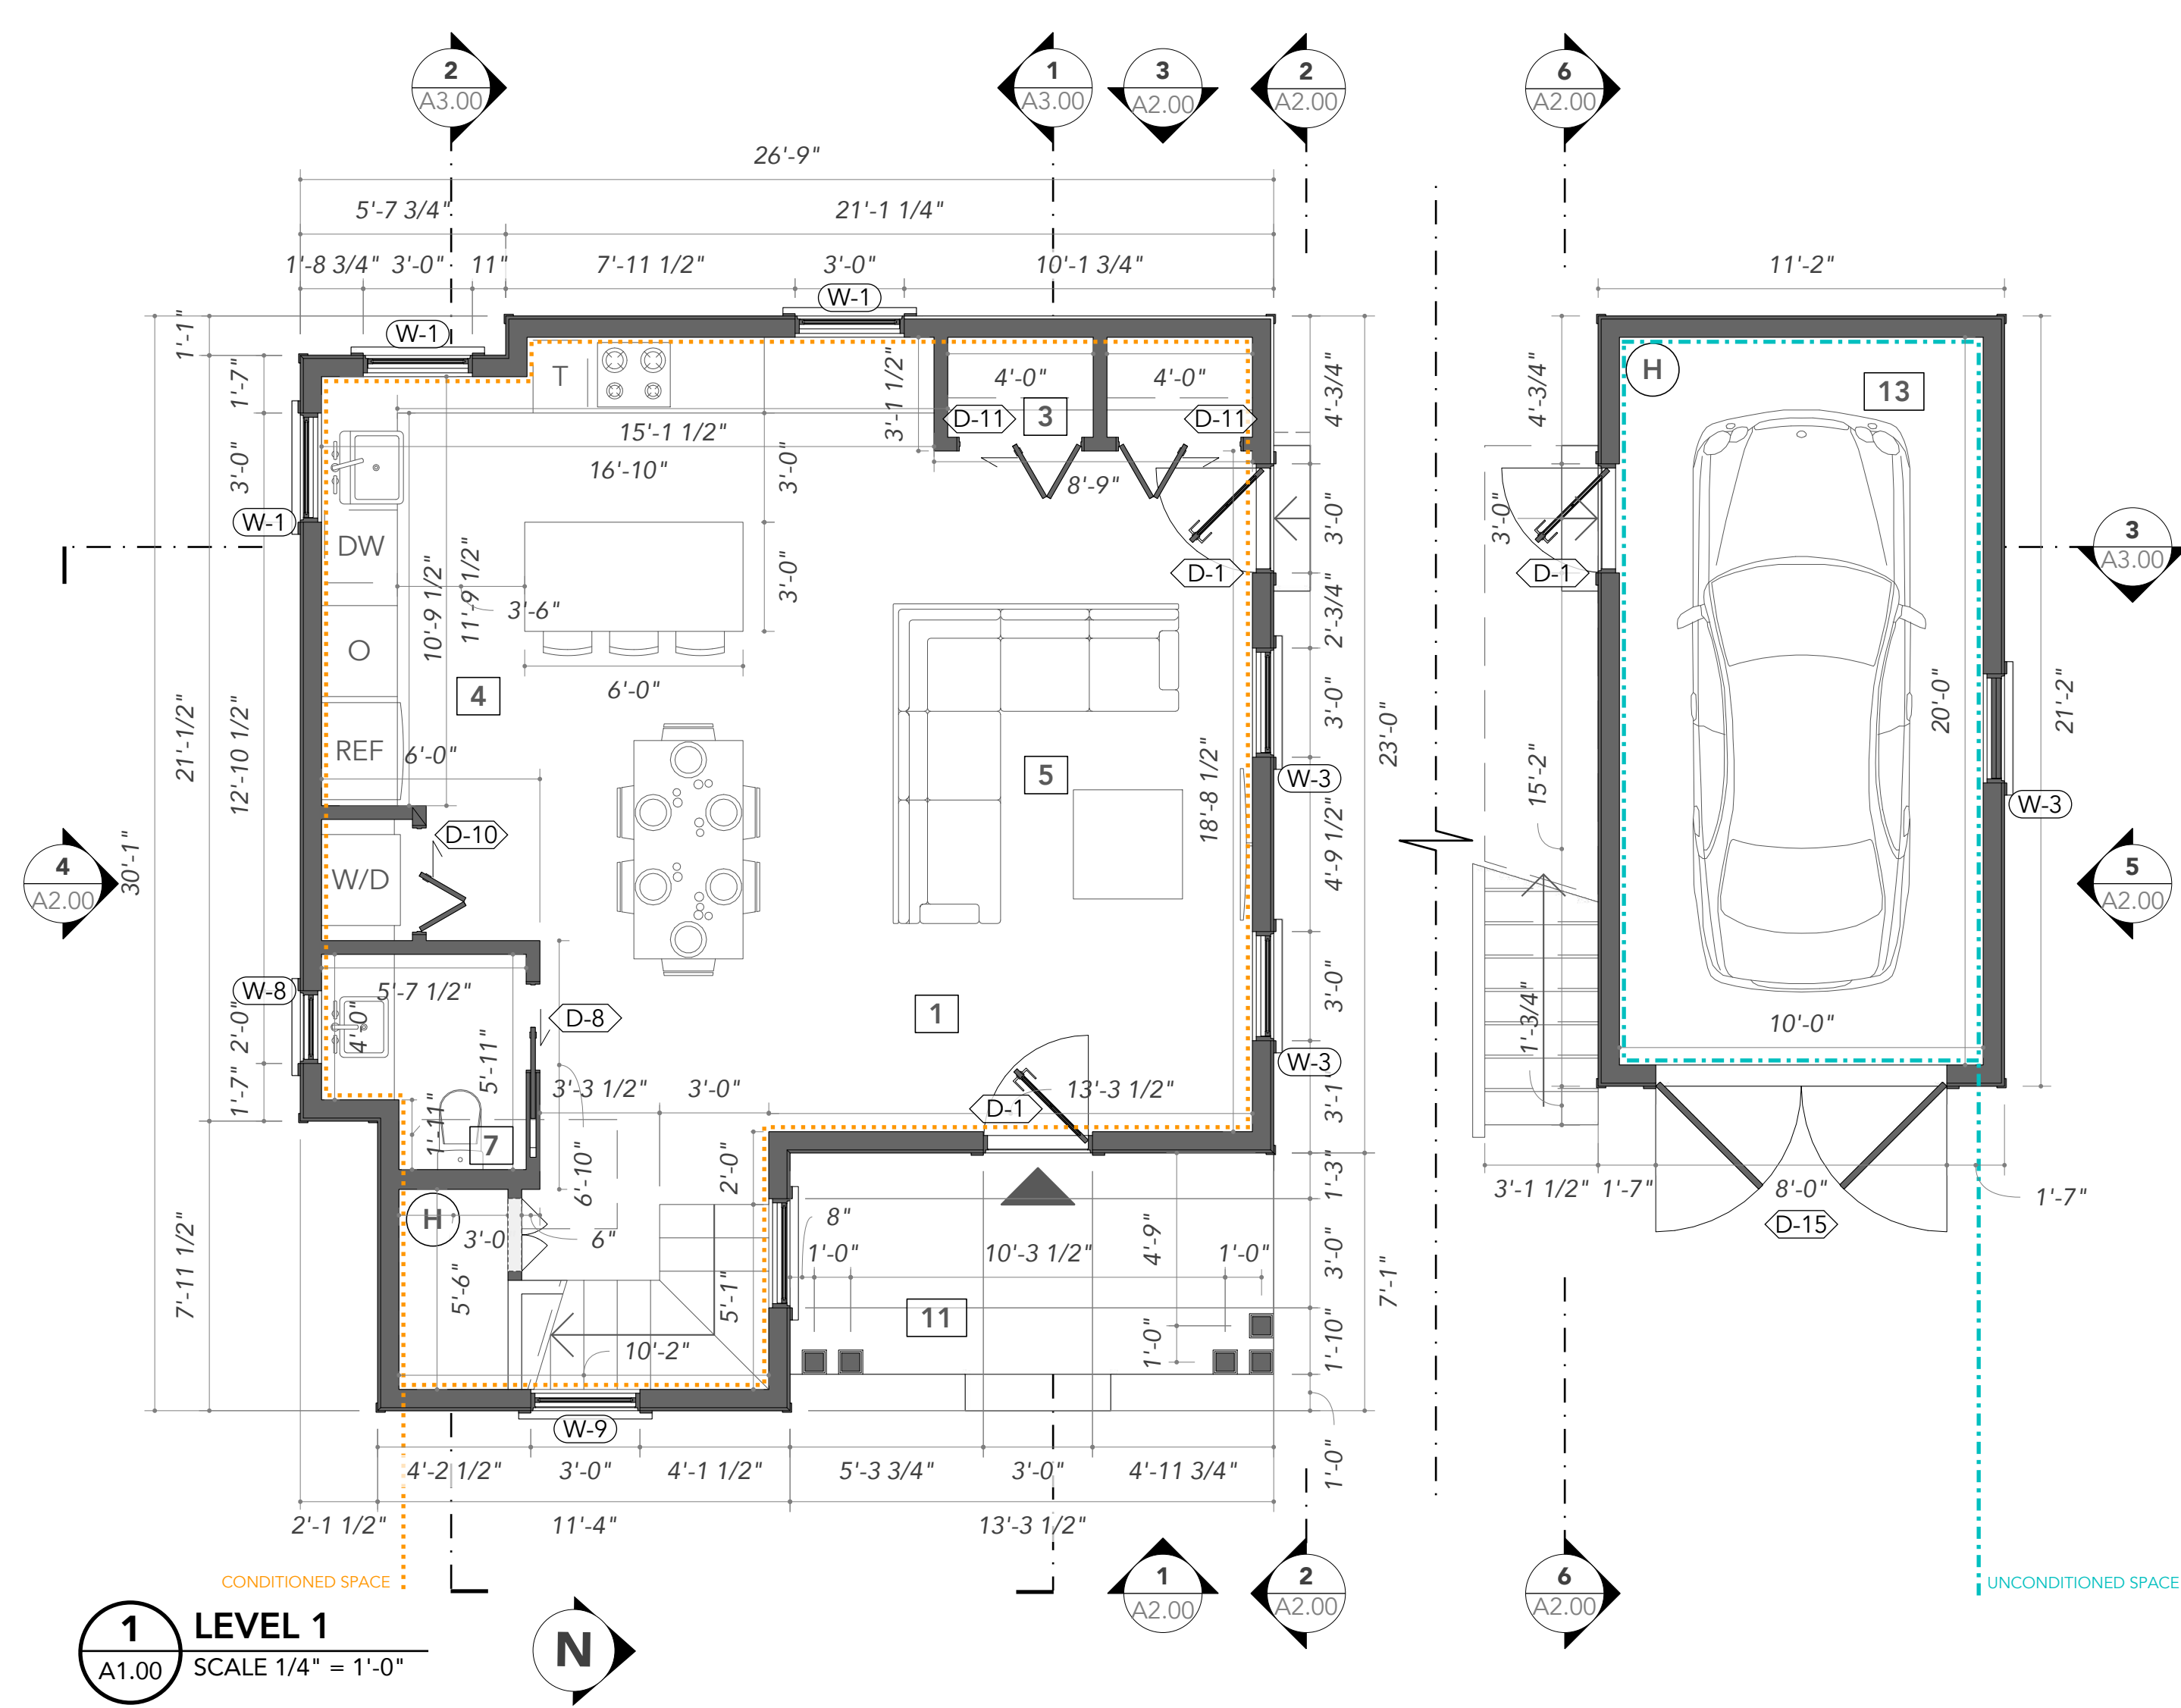 2
A3.00
1
A3.00
3
A2.00
2
A2.00
6
A2.00
26'-9"
5'-7 3/4"
21'-1 1/4"
1'-8 3/4"
3'-0"
11"
7'-11 1/2"
3'-0"
10'-1 3/4"
11'-2"
W-1
W-1
1'-1"
1'-7"
3'-0"
W-1
T
3'-1 1/2"
4'-0"
4'-0"
D-11
3
D-11
4'-3/4"
4'-3/4"
H
13
15'-1 1/2"
16'-10"
3'-0"
8'-9"
3'-0"
3'-0"
D-1
D-1
3
A3.00
DW
10'-9 1/2"
11'-9 1/2"
3'-6"
3'-0"
2'-3/4"
O
4
6'-0"
3'-0"
20'-0"
21'-2"
23'-0"
21'-1/2"
12'-10 1/2"
REF
6'-0"
5
18'-8 1/2"
W-3
15'-2"
W-3
30'-1"
D-10
4'-9 1/2"
4
A2.00
W/D
5
A2.00
W-8
5'-7 1/2"
D-8
1
3'-0"
1'-3/4"
10'-0"
2'-0"
4'-0"
5'-11"
W-3
1'-7"
3'-3 1/2"
3'-0"
13'-3 1/2"
D-1
3'-1
1'-11"
7
6'-10"
2'-0"
1'-3"
3'-1 1/2"
1'-7"
8'-0"
1'-7"
D-15
H
3'-0
6"
8"
1'-0"
10'-3 1/2"
4'-9"
1'-0"
3'-0"
7'-1"
7'-11 1/2"
5'-6"
5'-1"
11
10'-2"
1'-0"
1'-10"
W-9
4'-2 1/2"
3'-0"
4'-1 1/2"
5'-3 3/4"
3'-0"
4'-11 3/4"
1'-0"
2'-1 1/2"
11'-4"
13'-3 1/2"
CONDITIONED SPACE
UNCONDITIONED SPACE
1
A2.00
2
A2.00
6
A2.00
1
A1.00
LEVEL 1
SCALE 1/4" = 1'-0"
N